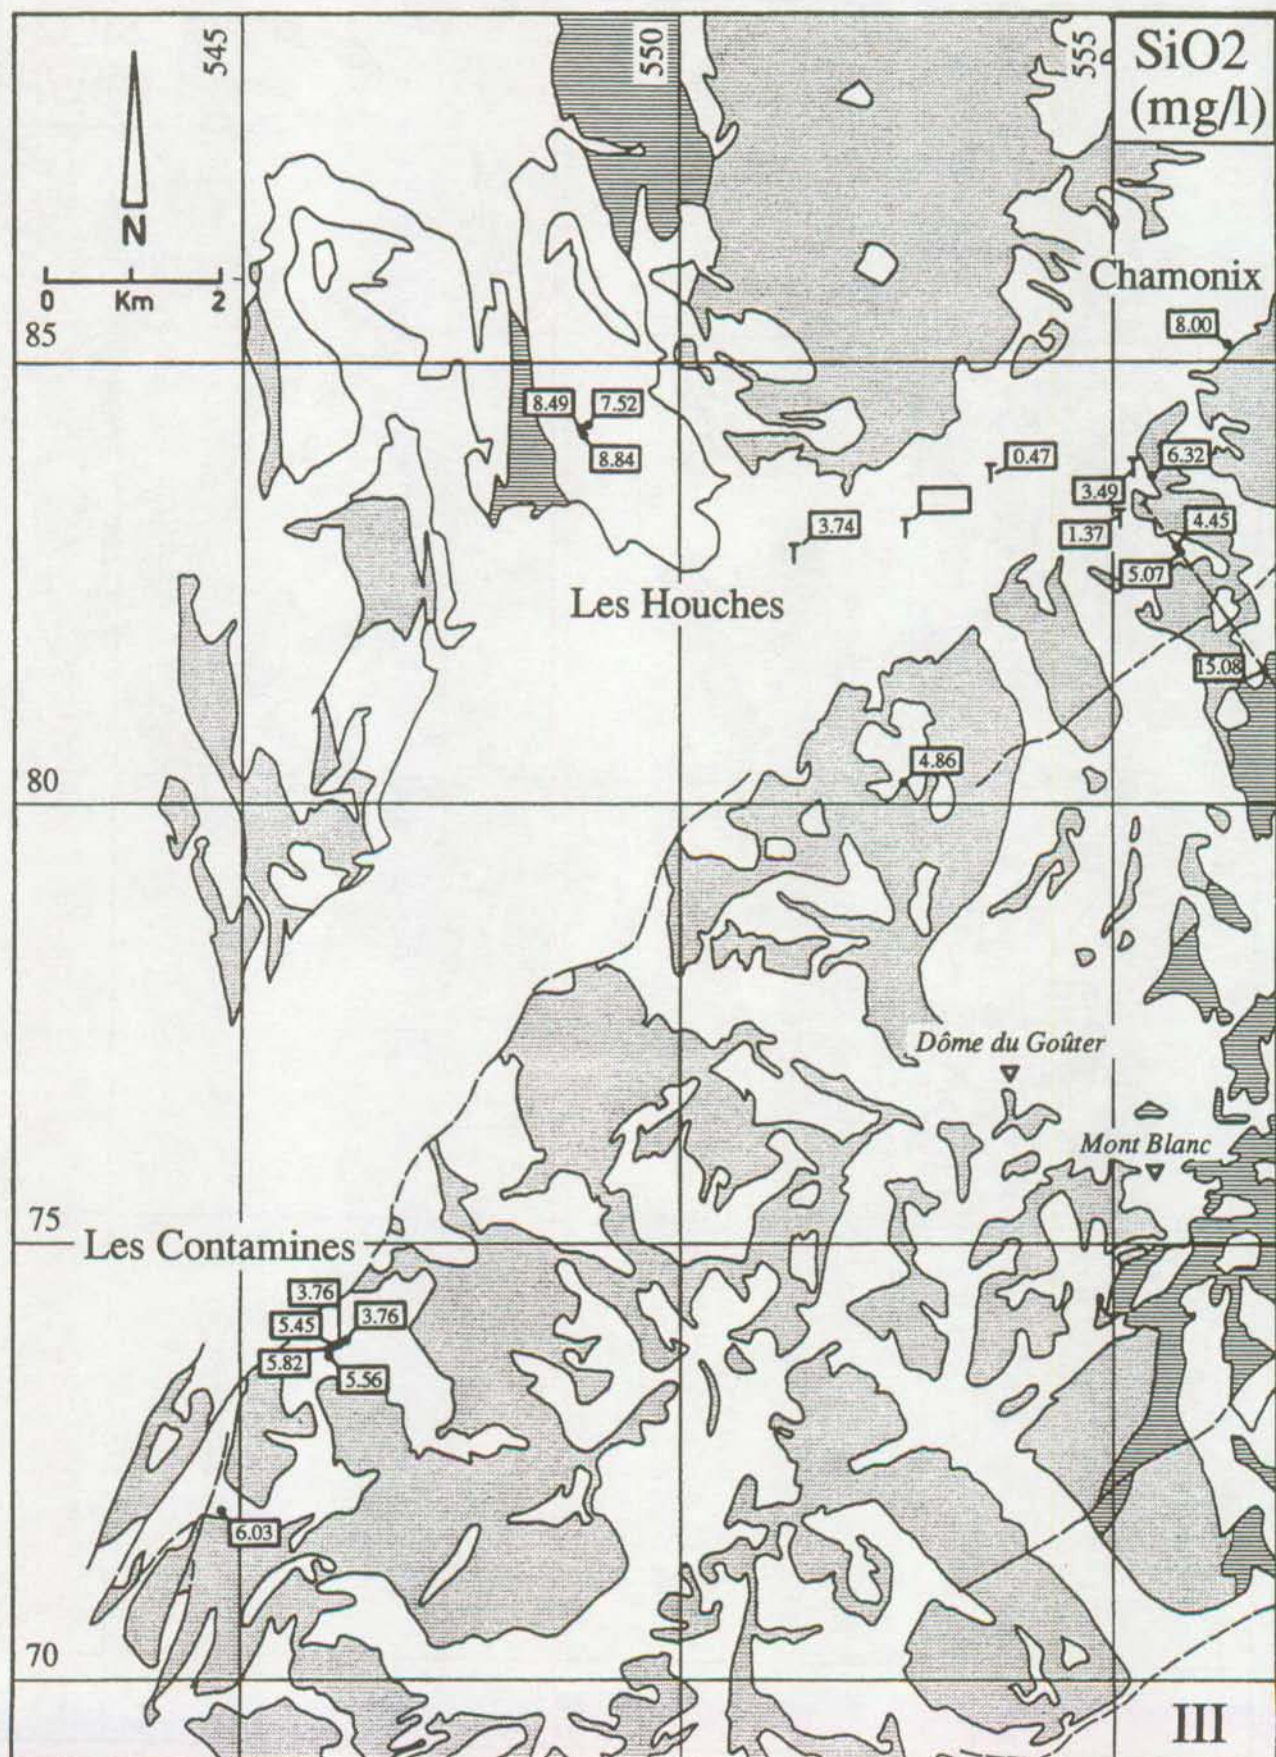 545
550
555
SiO2
(mg/l)
N
0 Km 2
Chamonix
8.00
85
8.49
7.52
8.84
0.47
6.32
3.49
3.74
4.45
1.37
5.07
Les Houches
15.08
4.86
80
Dôme du Goûter
Mont Blanc
75
Les Contamines
3.76
5.45
3.76
5.82
5.56
6.03
70
III